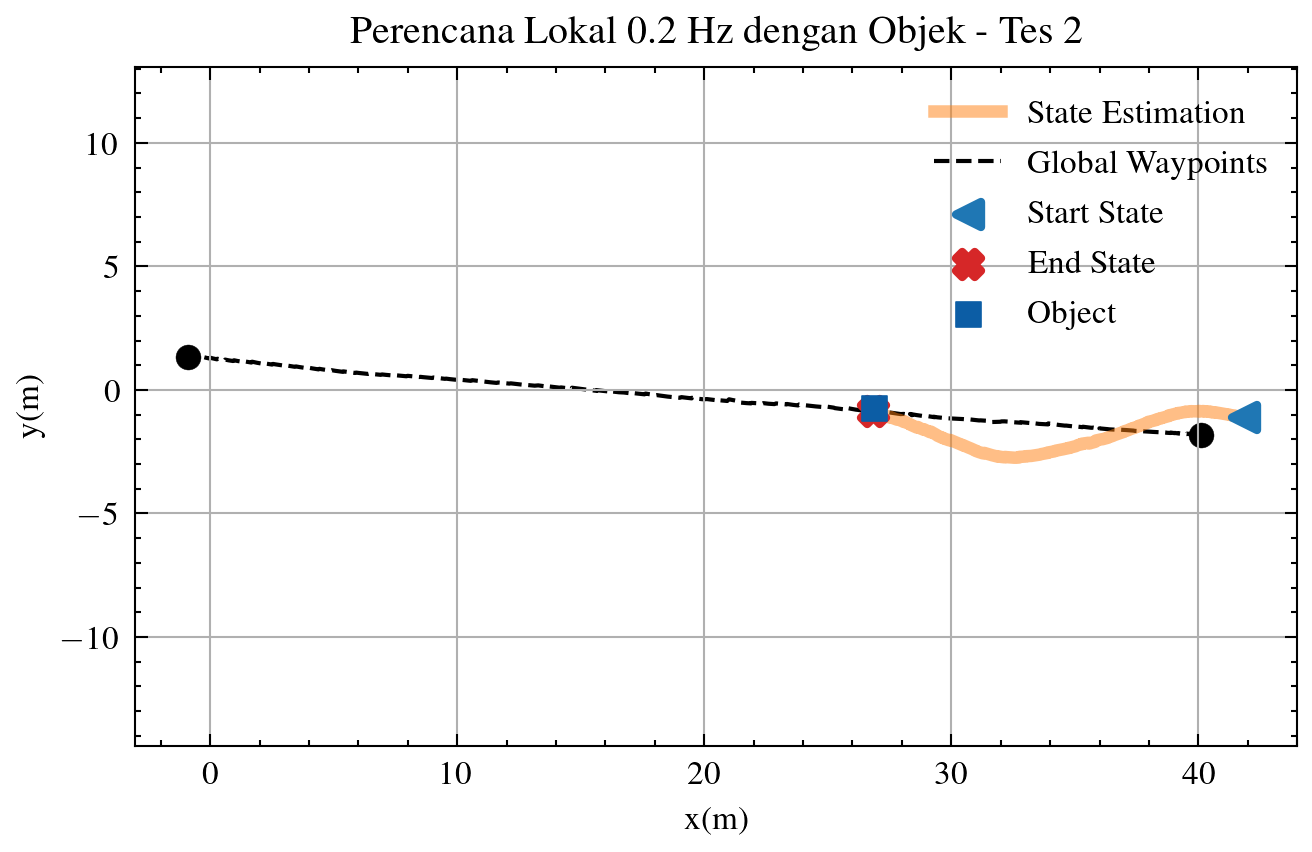 Perencana Lokal 0.2 Hz dengan Objek - Tes 2
State Estimation
Global Waypoints
Start State
End State
Object
10
5
0
−5
−10
y(m)
0 10 20 30 40
x(m)